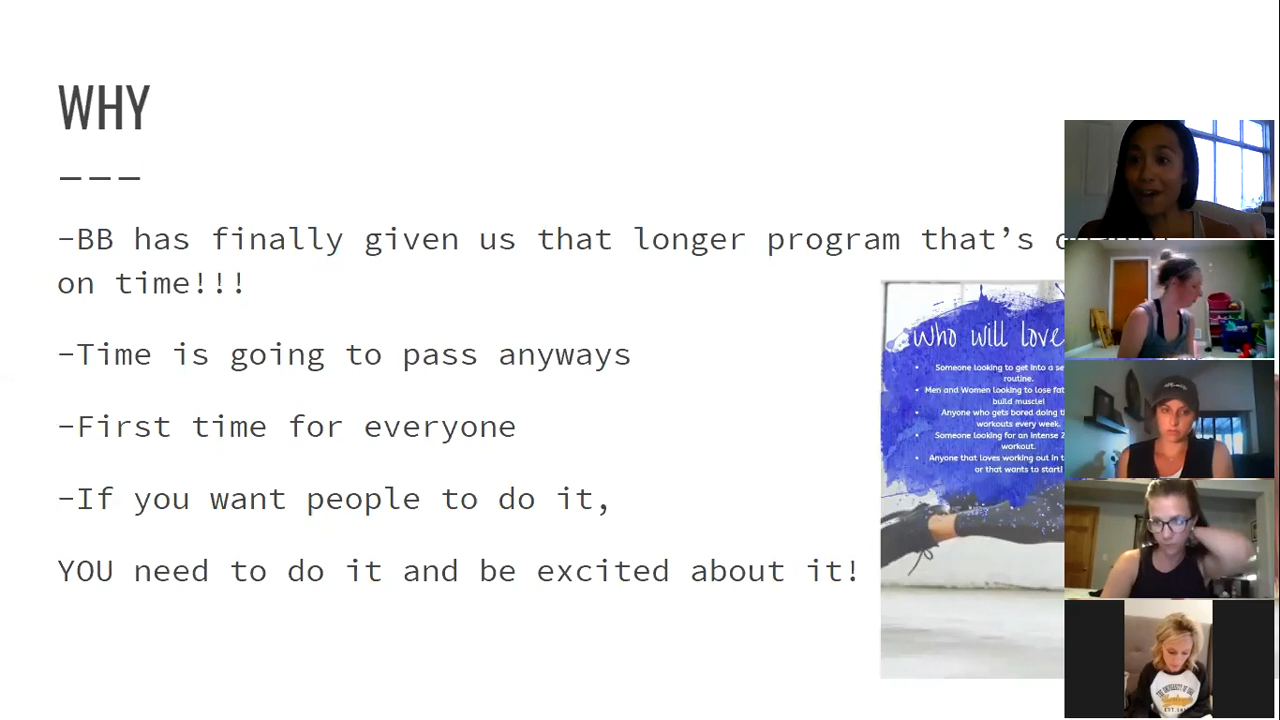 WHY
–––
-BB has finally given us that longer program that's
on time!!!
-Time is going to pass anyways
-First time for everyone
-If you want people to do it,
YOU need to do it and be excited about it!
Who will love
• Someone looking to get into a
routine.
• Men and Women looking to lose
build muscle!
• Anyone who gets bored doing
workouts every week.
• Someone looking for an intense
workout.
• Anyone that loves working out in
or that wants to start!
THE UNIVERSITY OF